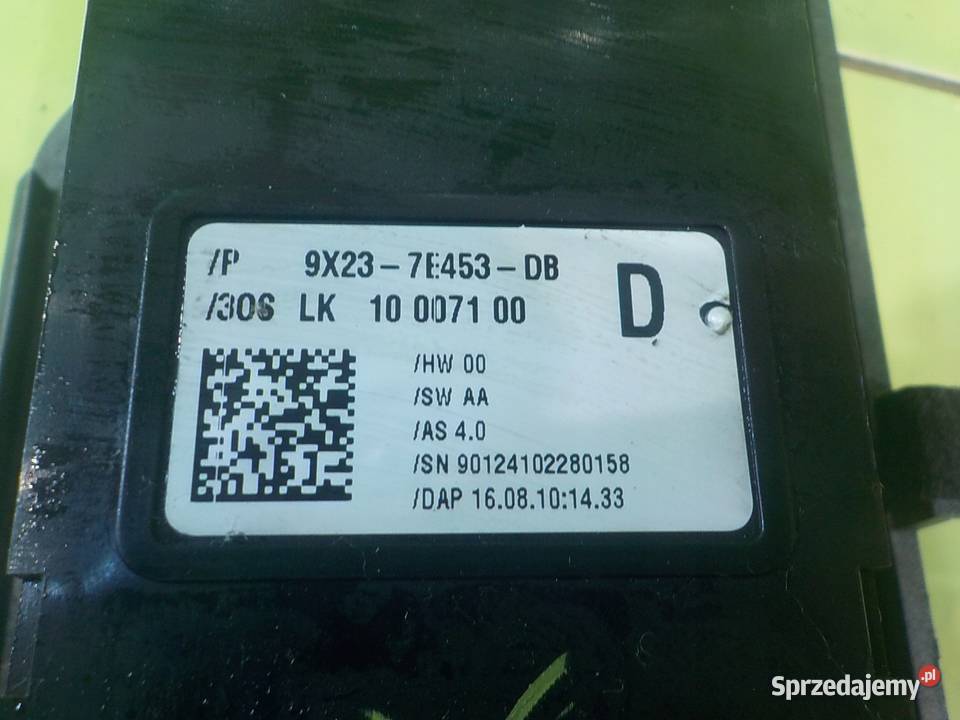 /P 9X23-7E453-DB
/30S LK 10 0071 00
D
/HW 00
/SW AA
/AS 4.0
/SN 90124102280158
/DAP 16.08.10:14.33
Sprzedajemy.pl